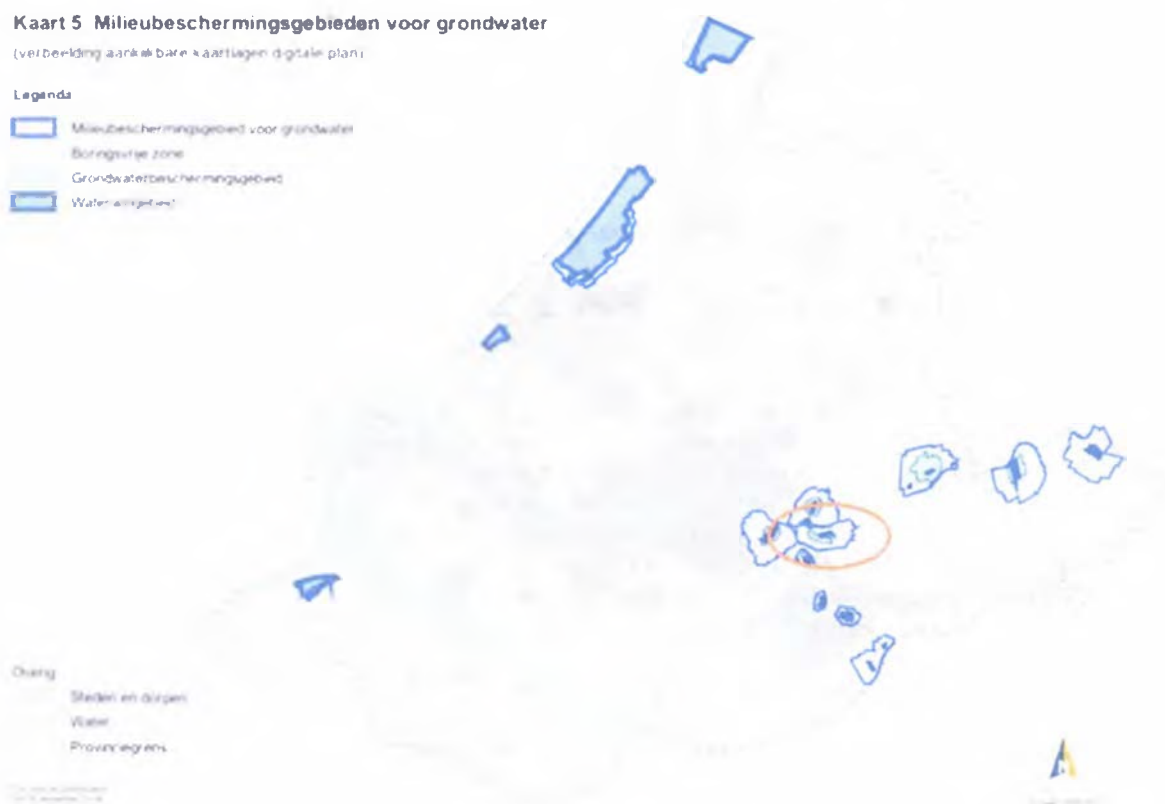 Kaart 5 Milieubeschermingsgebieden voor grondwater
(verbeelding aanklikbare kaartlagen digitale plan)
Legenda
Milieubeschermingsgebied voor grondwater
Boringsvrije zone
Grondwaterbeschermingsgebied
Waterwingebied
Overig
Steden en dorpen
Water
Provinciegrens